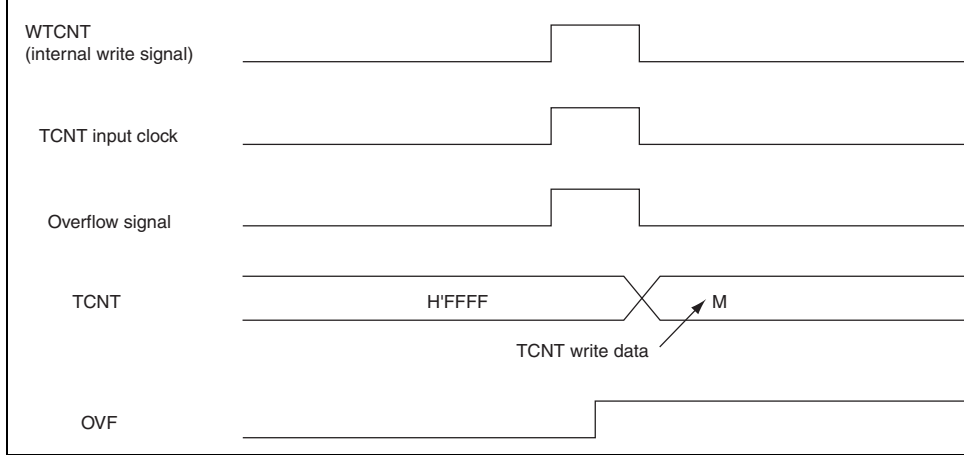 WTCNT
(internal write signal)
TCNT input clock
Overflow signal
TCNT
H'FFFF
M
TCNT write data
OVF